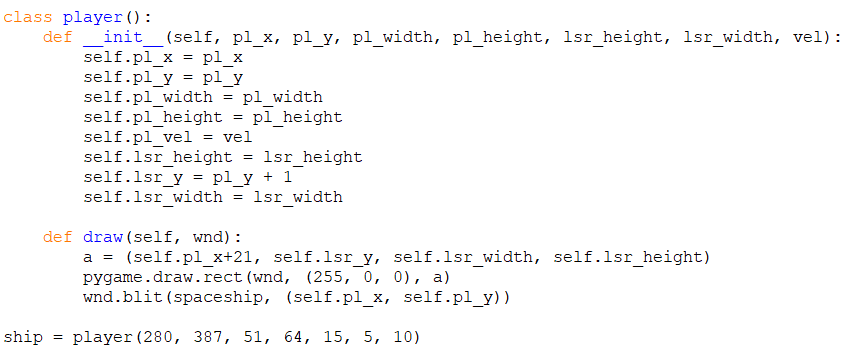 class player():
    def __init__(self, pl_x, pl_y, pl_width, pl_height, lsr_height, lsr_width, vel):
        self.pl_x = pl_x
        self.pl_y = pl_y
        self.pl_width = pl_width
        self.pl_height = pl_height
        self.pl_vel = vel
        self.lsr_height = lsr_height
        self.lsr_y = pl_y + 1
        self.lsr_width = lsr_width

    def draw(self, wnd):
        a = (self.pl_x+21, self.lsr_y, self.lsr_width, self.lsr_height)
        pygame.draw.rect(wnd, (255, 0, 0), a)
        wnd.blit(spaceship, (self.pl_x, self.pl_y))

ship = player(280, 387, 51, 64, 15, 5, 10)